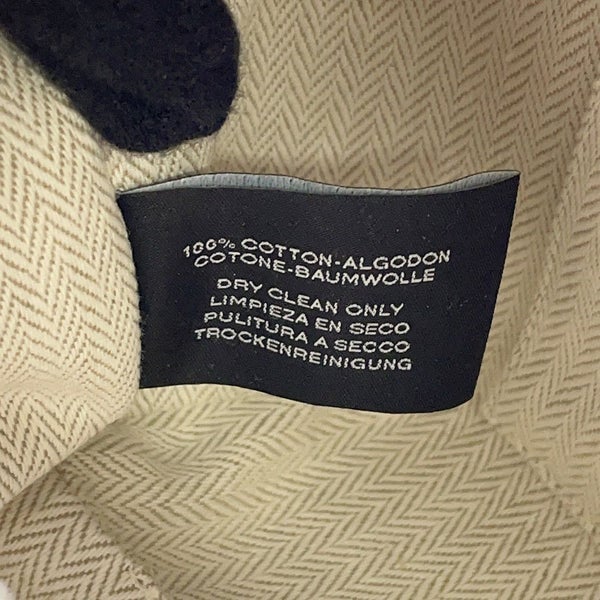 100% COTTON-ALGODON
COTONE-BAUMWOLLE
DRY CLEAN ONLY
LIMPIEZA EN SECO
PULITURA A SECCO
TROCKENREINIGUNG